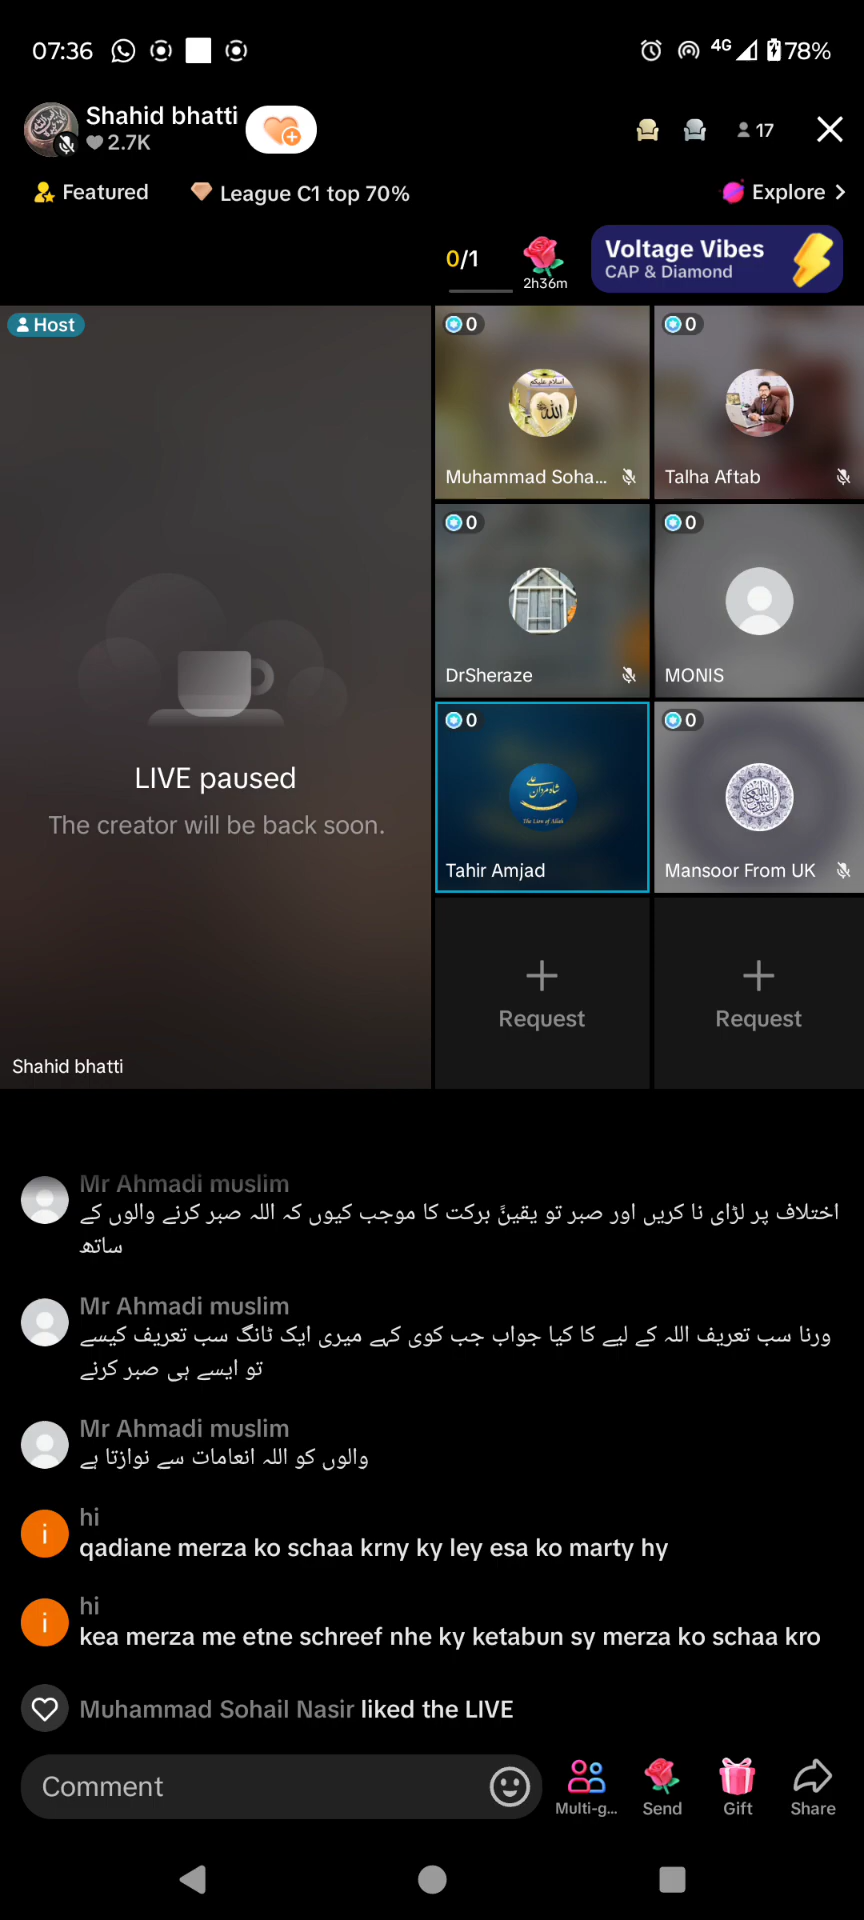 07:36
4G
78%
Shahid bhatti
2.7K
17
Featured
League C1 top 70%
Explore
0/1
2h36m
Voltage Vibes
CAP & Diamond
Host
0
0
Muhammad Soha...
Talha Aftab
0
0
DrSheraze
MONIS
0
0
The Lion of Allah
Tahir Amjad
Mansoor From UK
LIVE paused
The creator will be back soon.
Request
Request
Shahid bhatti
Mr Ahmadi muslim
اختلاف پر لڑای نا کریں اور صبر تو یقینً برکت کا موجب کیوں کہ اللہ صبر کرنے والوں کے
ساتھ
Mr Ahmadi muslim
ورنا سب تعریف اللہ کے لیے کا کیا جواب جب کوی کہے میری ایک ٹانگ سب تعریف کیسے
تو ایسے ہی صبر کرنے
Mr Ahmadi muslim
والوں کو اللہ انعامات سے نوازتا ہے
i
hi
qadiane merza ko schaa krny ky ley esa ko marty hy
i
hi
kea merza me etne schreef nhe ky ketabun sy merza ko schaa kro
Muhammad Sohail Nasir liked the LIVE
Comment
Multi-g...
Send
Gift
Share